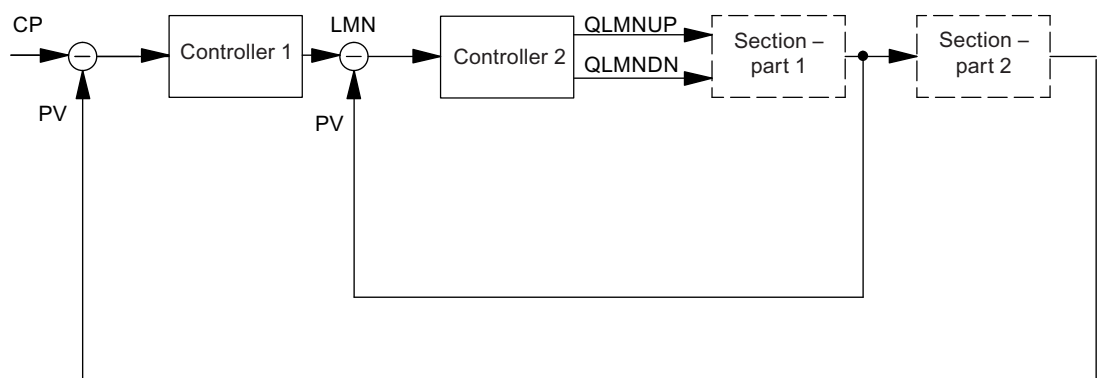 CP
PV
Controller 1
LMN
PV
Controller 2
QLMNUP
QLMNDN
Section –
part 1
Section –
part 2